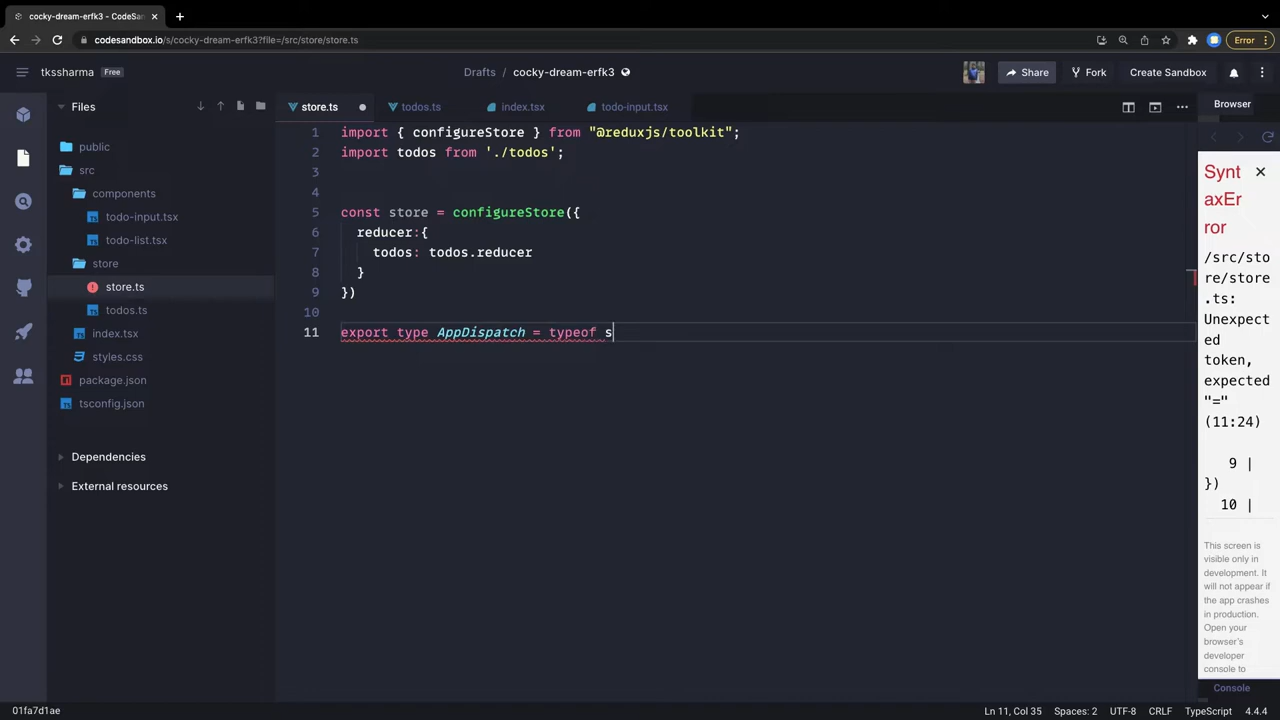 cocky-dream-erfk3 - CodeSan
codesandbox.io/s/cocky-dream-erfk3?file=/src/store/store.ts
Error
tkssharma Free
Drafts / cocky-dream-erfk3
Share
Fork
Create Sandbox
Files
store.ts
todos.ts
index.tsx
todo-input.tsx
Browser
public
src
components
todo-input.tsx
todo-list.tsx
store
store.ts
todos.ts
index.tsx
styles.css
package.json
tsconfig.json
Dependencies
External resources
1 import { configureStore } from "@reduxjs/toolkit";
2 import todos from './todos';
3
4
5 const store = configureStore({
6 reducer:{
7 todos: todos.reducer
8 }
9 })
10
11 export type AppDispatch = typeof s
Synt
axEr
ror
/src/sto
re/store
.ts:
Unexpect
ed
token,
expected
"="
(11:24)
9 |
})
10 |
This screen is
visible only in
development. It
will not appear if
the app crashes
in production.
Open your
browser's
developer
console to
Console
01fa7d1ae
Ln 11, Col 35
Spaces: 2
UTF-8
CRLF
TypeScript
4.4.4